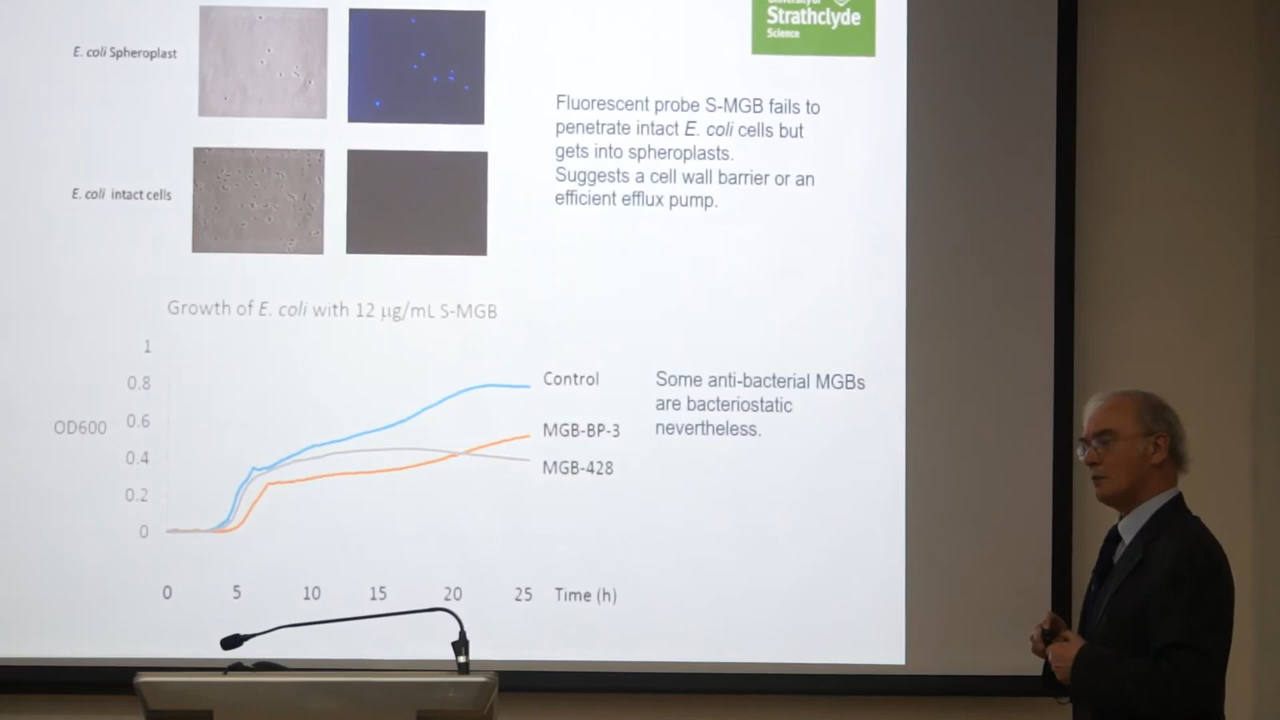 University of
Strathclyde
Science
E. coli Spheroplast
Fluorescent probe S-MGB fails to
penetrate intact E. coli cells but
gets into spheroplasts.
Suggests a cell wall barrier or an
efficient efflux pump.
E. coli intact cells
Growth of E. coli with 12 µg/mL S-MGB
1
0.8
0.6
OD600
0.4
0.2
0
Control
MGB-BP-3
MGB-428
Some anti-bacterial MGBs
are bacteriostatic
nevertheless.
0 5 10 15 20 25 Time (h)